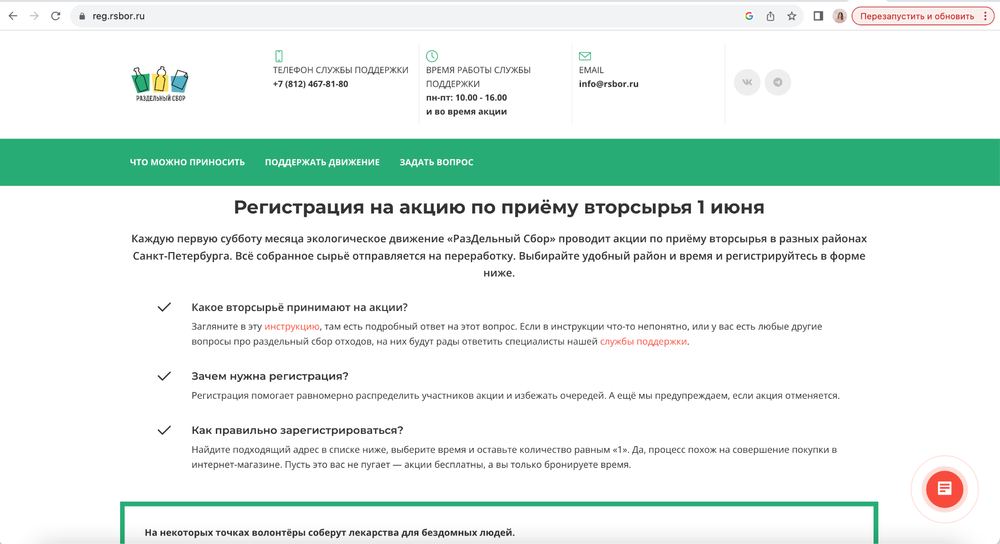 reg.rsbor.ru
Перезапустить и обновить
РАЗДЕЛЬНЫЙ СБОР
ТЕЛЕФОН СЛУЖБЫ ПОДДЕРЖКИ
+7 (812) 467-81-80
ВРЕМЯ РАБОТЫ СЛУЖБЫ
ПОДДЕРЖКИ
пн-пт: 10.00 - 16.00
и во время акции
EMAIL
info@rsbor.ru
ЧТО МОЖНО ПРИНОСИТЬ
ПОДДЕРЖАТЬ ДВИЖЕНИЕ
ЗАДАТЬ ВОПРОС
Регистрация на акцию по приёму вторсырья 1 июня
Каждую первую субботу месяца экологическое движение «РазДельный Сбор» проводит акции по приёму вторсырья в разных районах
Санкт-Петербурга. Всё собранное сырьё отправляется на переработку. Выбирайте удобный район и время и регистрируйтесь в форме
ниже.
Какое вторсырьё принимают на акции?
Загляните в эту инструкцию, там есть подробный ответ на этот вопрос. Если в инструкции что-то непонятно, или у вас есть любые другие
вопросы про раздельный сбор отходов, на них будут рады ответить специалисты нашей службы поддержки.
Зачем нужна регистрация?
Регистрация помогает равномерно распределить участников акции и избежать очередей. А ещё мы предупреждаем, если акция отменяется.
Как правильно зарегистрироваться?
Найдите подходящий адрес в списке ниже, выберите время и оставьте количество равным «1». Да, процесс похож на совершение покупки в
интернет-магазине. Пусть это вас не пугает — акции бесплатны, а вы только бронируете время.
На некоторых точках волонтёры соберут лекарства для бездомных людей.